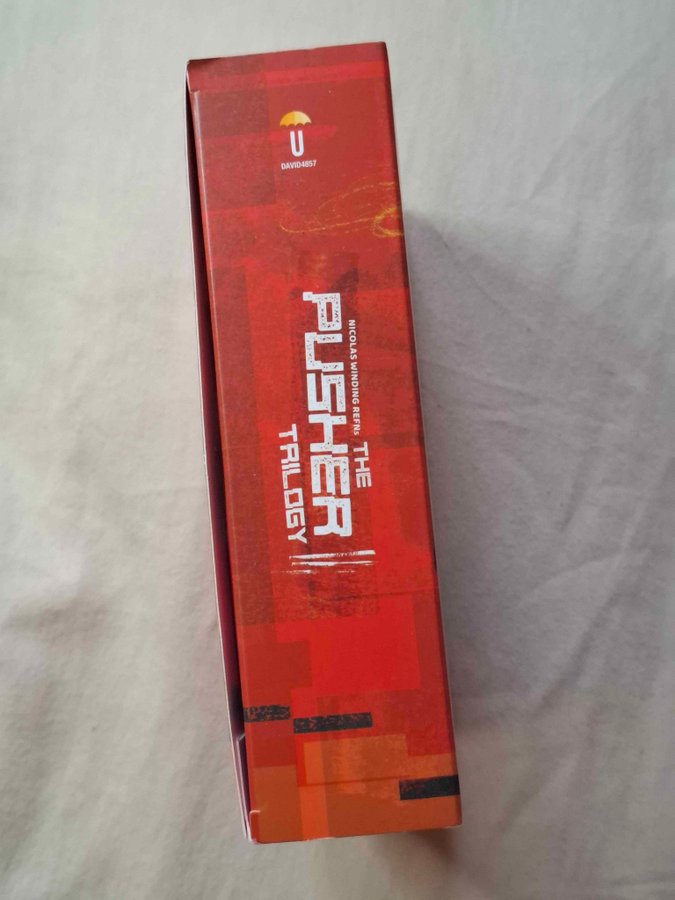 U
DAVID4857
NICOLAS WINDING REFNs
THE
PUSHER
TRILOGY